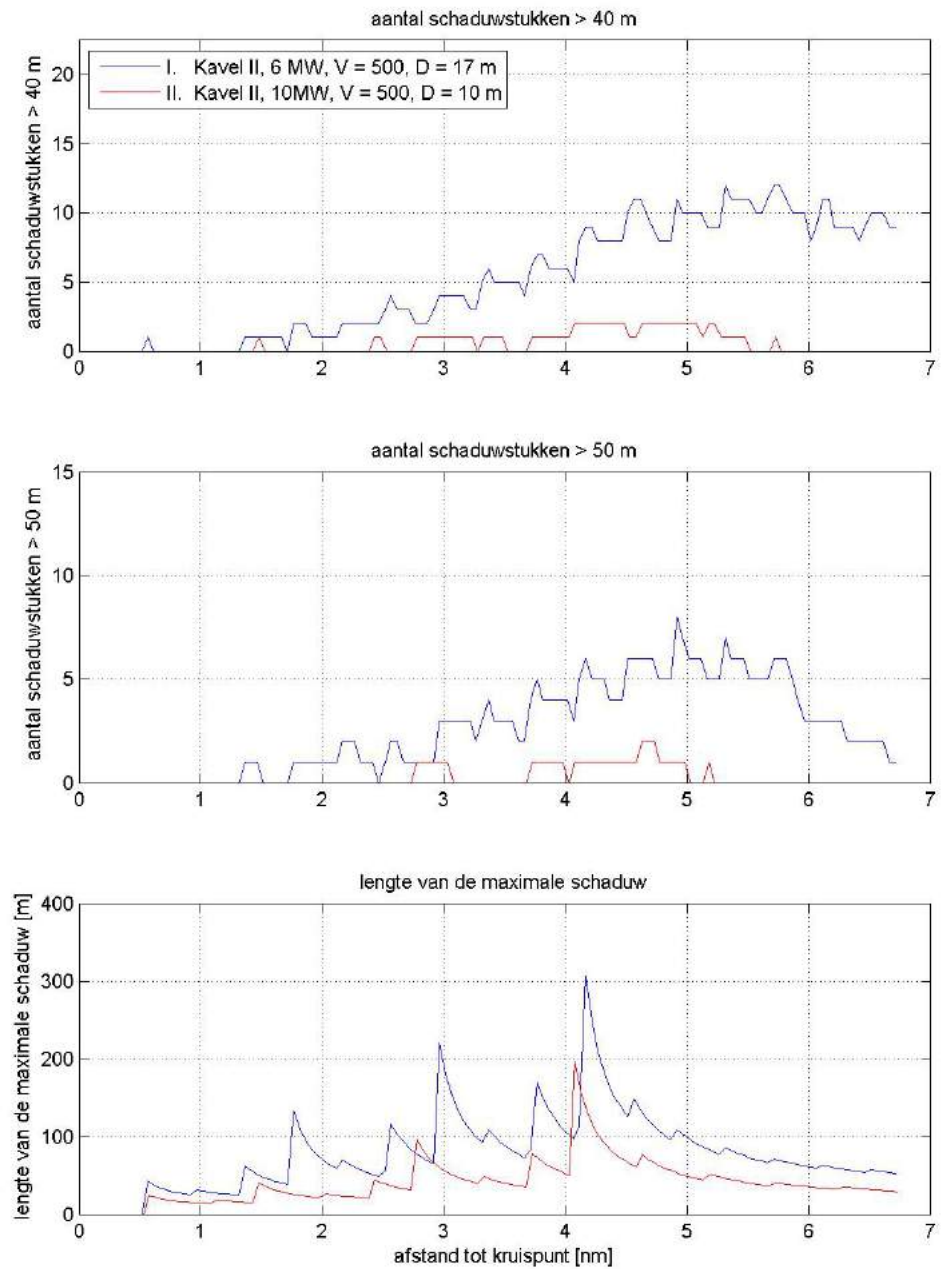 aantal schaduwstukken > 40 m
aantal schaduwstukken > 40 m
20
15
10
5
0
I. Kavel II, 6 MW, V = 500, D = 17 m
II. Kavel II, 10MW, V = 500, D = 10 m
0 1 2 3 4 5 6 7
aantal schaduwstukken > 50 m
aantal schaduwstukken > 50 m
15
10
5
0
0 1 2 3 4 5 6 7
lengte van de maximale schaduw
lengte van de maximale schaduw [m]
400
300
200
100
0
0 1 2 3 4 5 6 7
afstand tot kruispunt [nm]